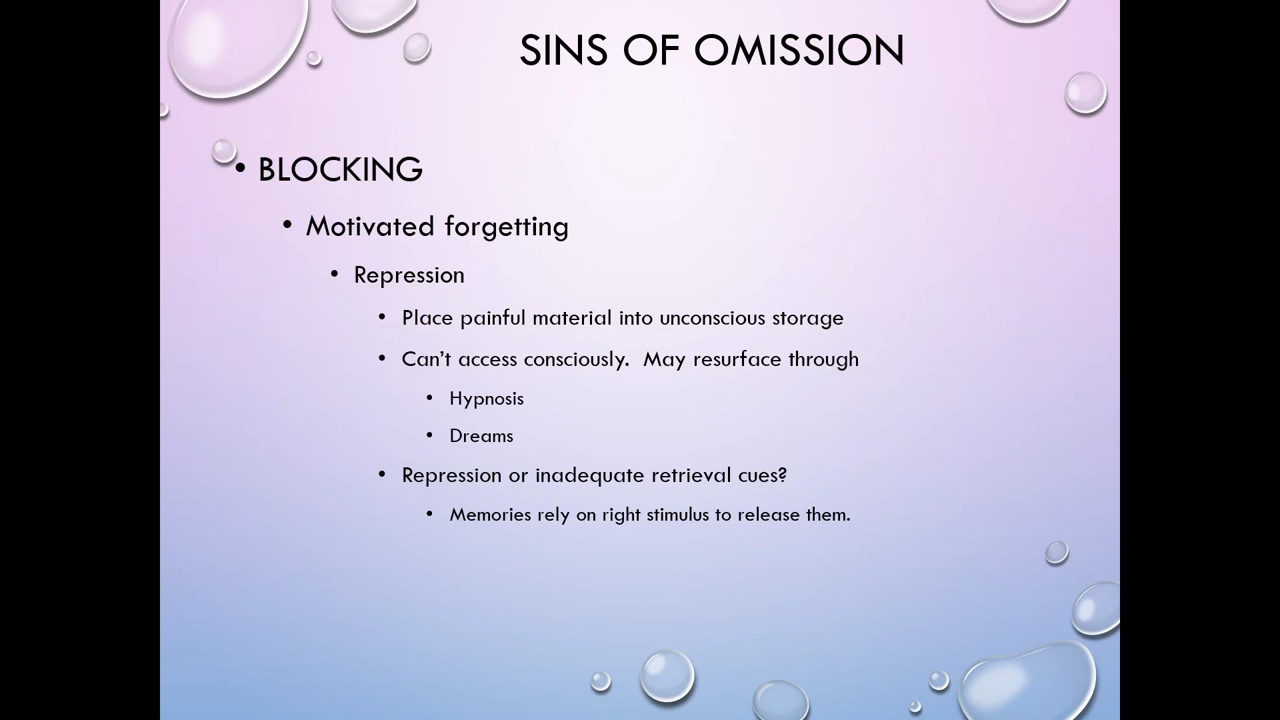 SINS OF OMISSION
• BLOCKING
• Motivated forgetting
• Repression
• Place painful material into unconscious storage
• Can’t access consciously.  May resurface through
• Hypnosis
• Dreams
• Repression or inadequate retrieval cues?
• Memories rely on right stimulus to release them.